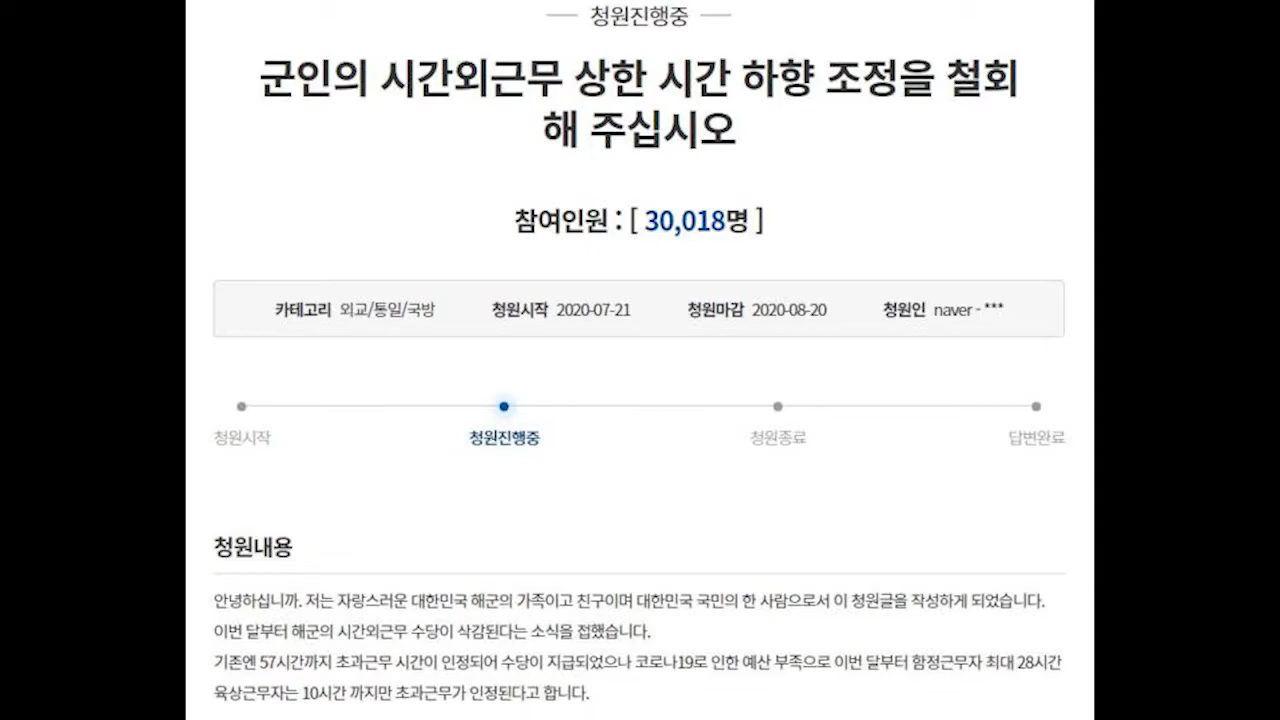 청원진행중
군인의 시간외근무 상한 시간 하향 조정을 철회
해 주십시오
참여인원 : [ 30,018명 ]
카테고리 외교/통일/국방 청원시작 2020-07-21 청원마감 2020-08-20 청원인 naver - ***
청원시작 청원진행중 청원종료 답변완료
청원내용
안녕하십니까. 저는 자랑스러운 대한민국 해군의 가족이고 친구이며 대한민국 국민의 한 사람으로서 이 청원글을 작성하게 되었습니다.
이번 달부터 해군의 시간외근무 수당이 삭감된다는 소식을 접했습니다.
기존엔 57시간까지 초과근무 시간이 인정되어 수당이 지급되었으나 코로나19로 인한 예산 부족으로 이번 달부터 함정근무자 최대 28시간
육상근무자는 10시간 까지만 초과근무가 인정된다고 합니다.